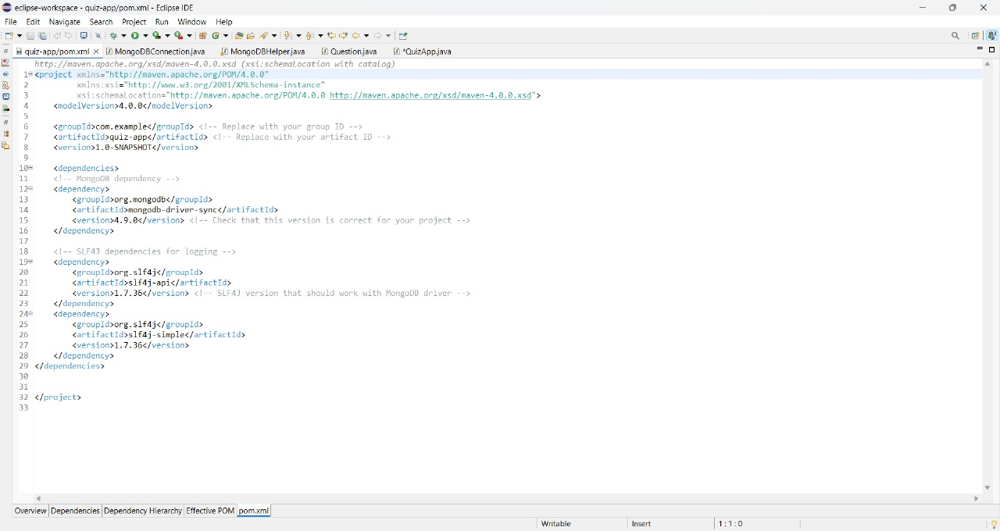 eclipse-workspace - quiz-app/pom.xml - Eclipse IDE
File Edit Navigate Search Project Run Window Help
quiz-app/pom.xml MongoDBConnection.java MongoDBHelper.java Question.java *QuizApp.java
http://maven.apache.org/xsd/maven-4.0.0.xsd (xsi:schemaLocation with catalog)
1 <project xmlns="http://maven.apache.org/POM/4.0.0"
2 xmlns:xsi="http://www.w3.org/2001/XMLSchema-instance"
3 xsi:schemaLocation="http://maven.apache.org/POM/4.0.0 http://maven.apache.org/xsd/maven-4.0.0.xsd">
4 <modelVersion>4.0.0</modelVersion>
5
6 <groupId>com.example</groupId> <!-- Replace with your group ID -->
7 <artifactId>quiz-app</artifactId> <!-- Replace with your artifact ID -->
8 <version>1.0-SNAPSHOT</version>
9
10 <dependencies>
11 <!-- MongoDB dependency -->
12 <dependency>
13 <groupId>org.mongodb</groupId>
14 <artifactId>mongodb-driver-sync</artifactId>
15 <version>4.9.0</version> <!-- Check that this version is correct for your project -->
16 </dependency>
17
18 <!-- SLF4J dependencies for logging -->
19 <dependency>
20 <groupId>org.slf4j</groupId>
21 <artifactId>slf4j-api</artifactId>
22 <version>1.7.36</version> <!-- SLF4J version that should work with MongoDB driver -->
23 </dependency>
24 <dependency>
25 <groupId>org.slf4j</groupId>
26 <artifactId>slf4j-simple</artifactId>
27 <version>1.7.36</version>
28 </dependency>
29 </dependencies>
30
31
32 </project>
33
Overview Dependencies Dependency Hierarchy Effective POM pom.xml
Writable Insert 1:1:0